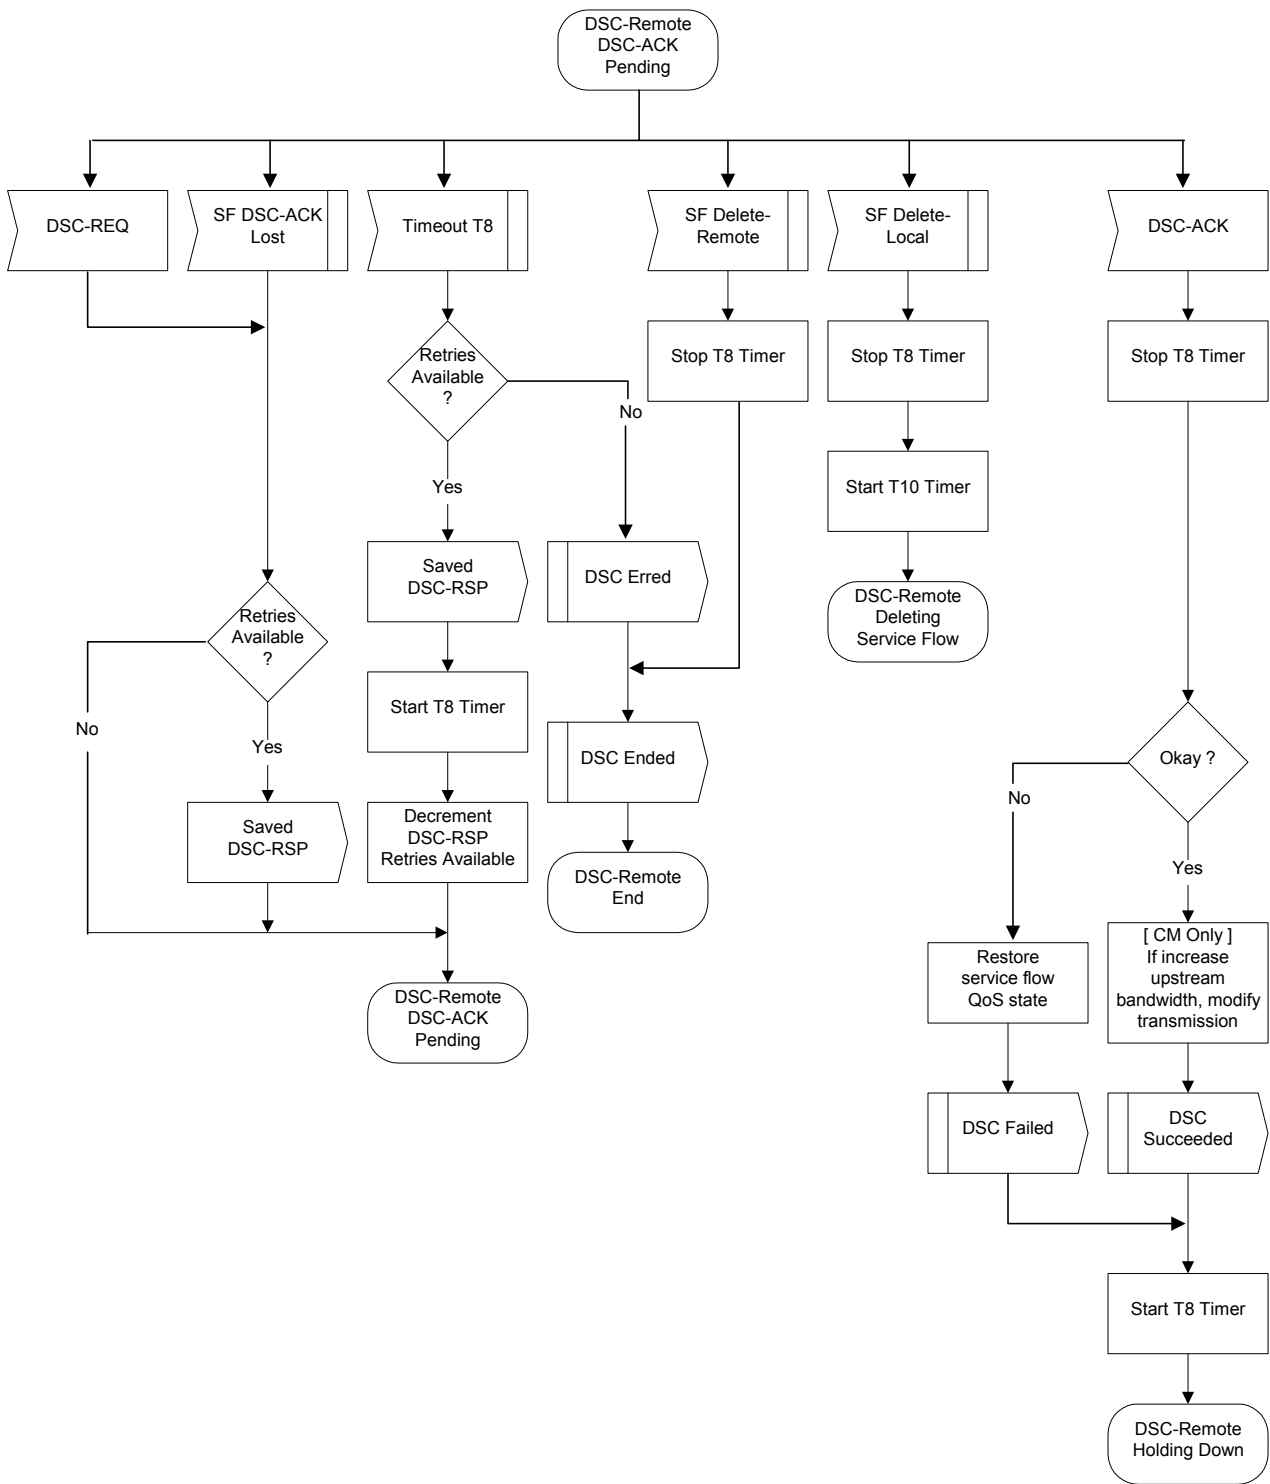 DSC-Remote
DSC-ACK
Pending
DSC-REQ
SF DSC-ACK
Lost
Timeout T8
SF Delete-
Remote
SF Delete-
Local
DSC-ACK
Retries
Available
?
Stop T8 Timer
Stop T8 Timer
Stop T8 Timer
No
Yes
Start T10 Timer
Saved
DSC-RSP
DSC Erred
DSC-Remote
Deleting
Service Flow
Retries
Available
?
Start T8 Timer
No
Yes
DSC Ended
Okay ?
No
Saved
DSC-RSP
Decrement
DSC-RSP
Retries Available
DSC-Remote
End
Yes
DSC-Remote
DSC-ACK
Pending
Restore
service flow
QoS state
[ CM Only ]
If increase
upstream
bandwidth, modify
transmission
DSC Failed
DSC
Succeeded
Start T8 Timer
DSC-Remote
Holding Down